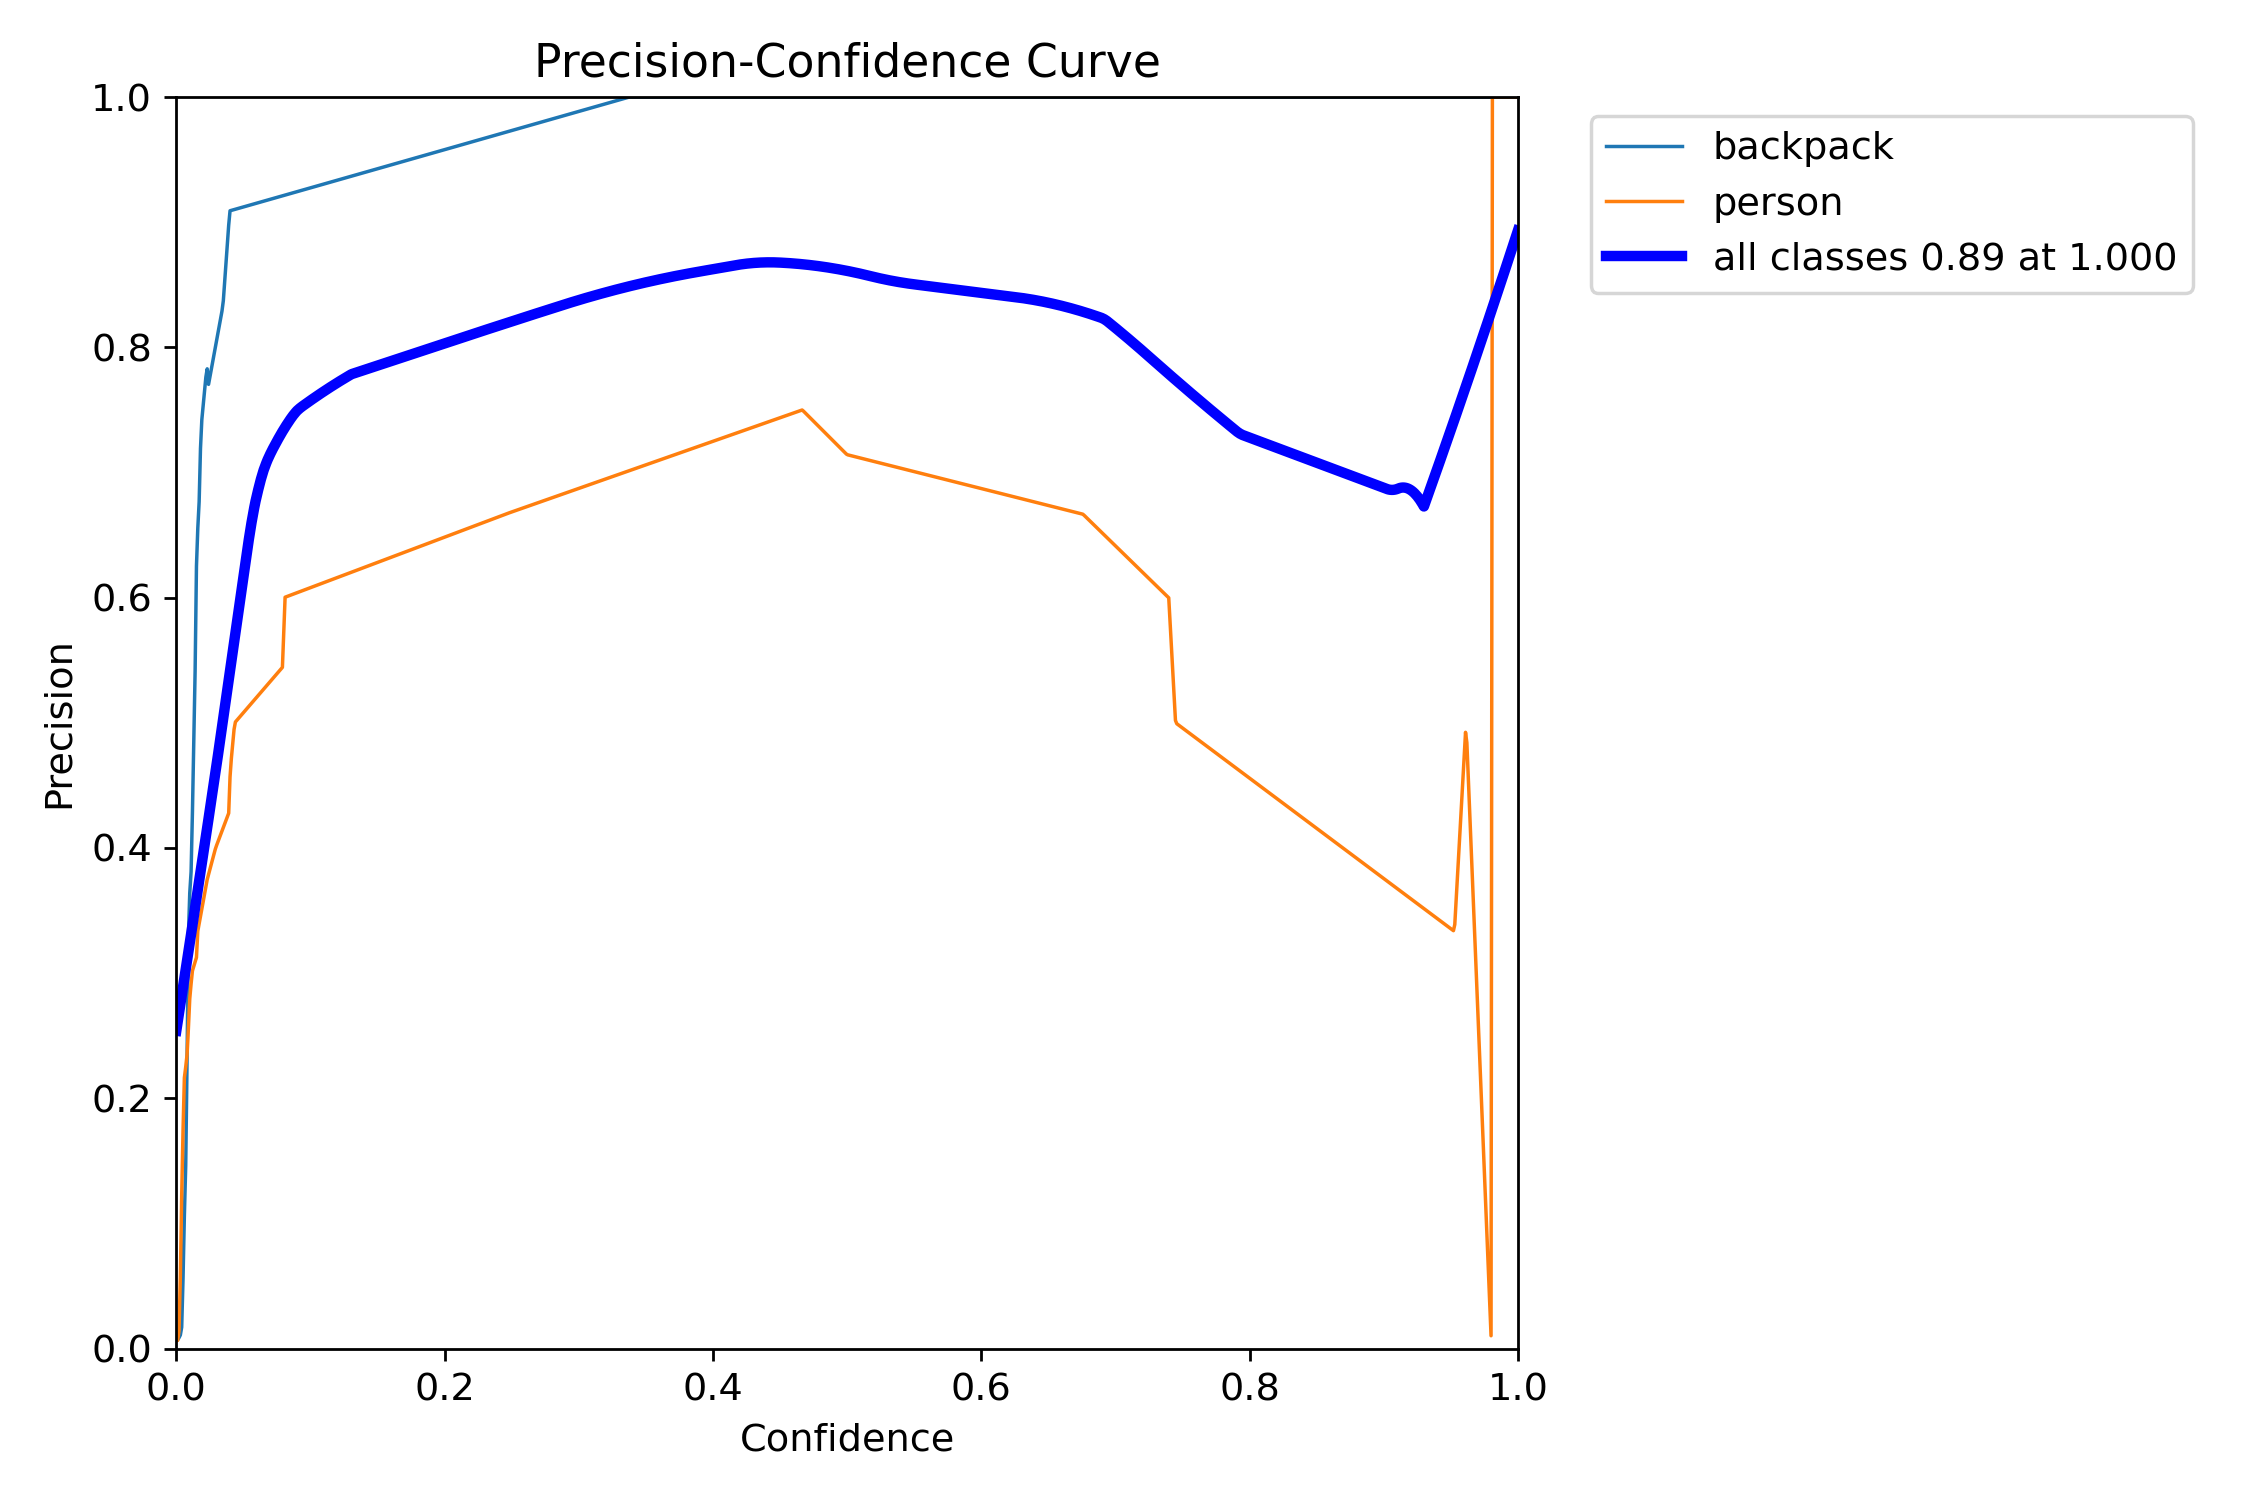 Precision-Confidence Curve
1.0
0.8
0.6
0.4
0.2
0.0
Precision
0.0 0.2 0.4 0.6 0.8 1.0
Confidence
backpack
person
all classes 0.89 at 1.000